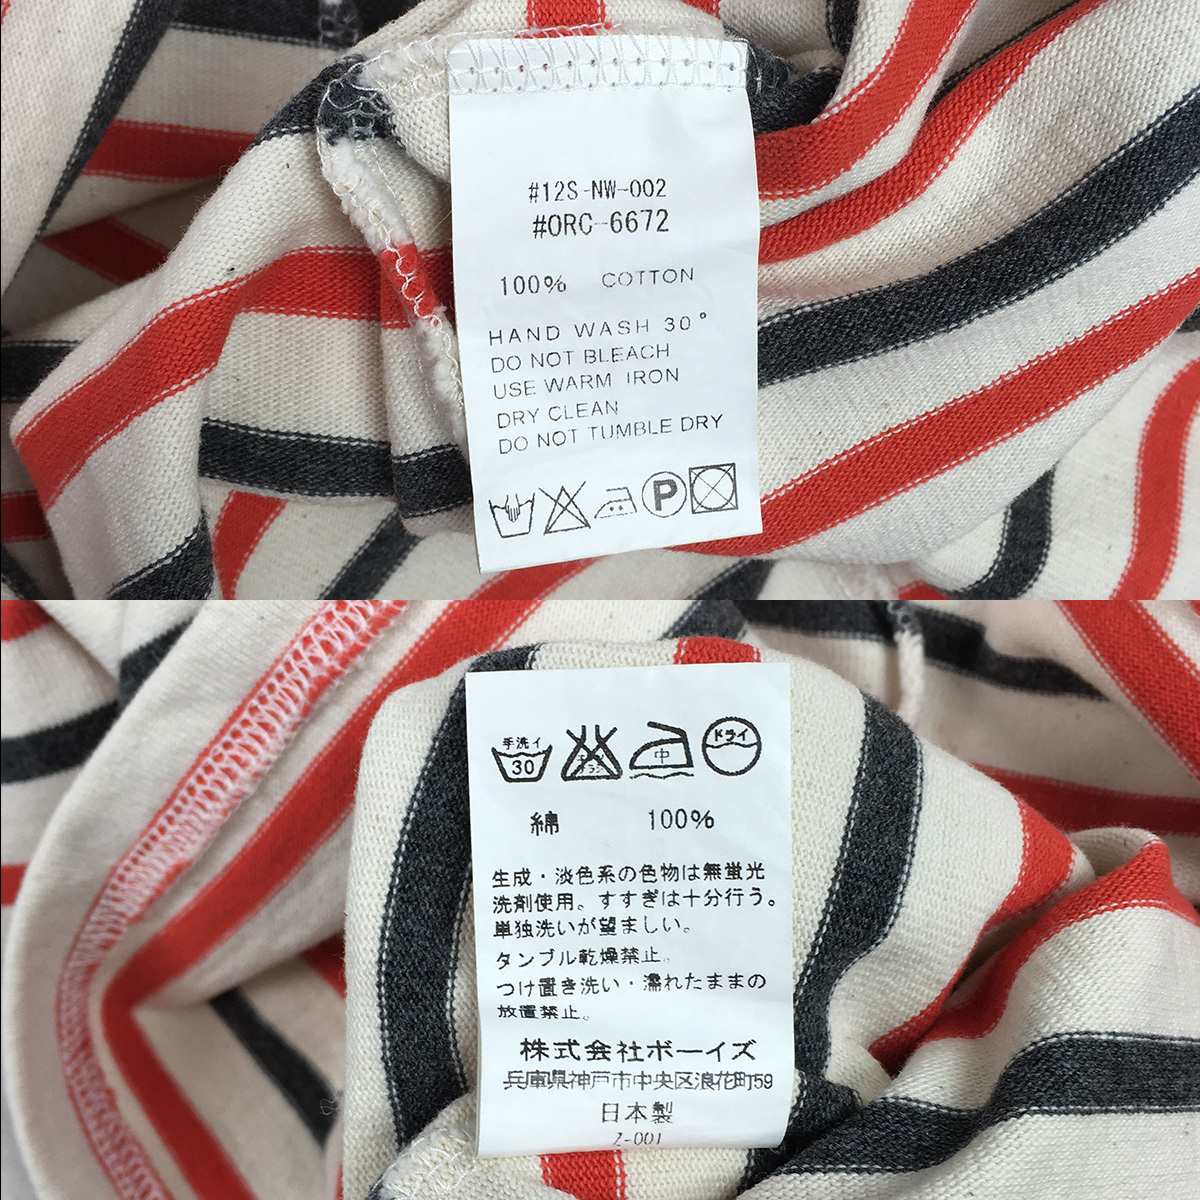 #12S-NW-002
#ORC-6672
100% COTTON
HAND WASH 30°
DO NOT BLEACH
USE WARM IRON
DRY CLEAN
DO NOT TUMBLE DRY
P
手洗イ 30 中 ドライ
綿 100%
生成・淡色系の色物は無蛍光
洗剤使用。すすぎは十分行う。
単独洗いが望ましい。
タンブル乾燥禁止。
つけ置き洗い・濡れたままの
放置禁止。
株式会社ボーイズ
兵庫県神戸市中央区浪花町59
日本製
Z-001